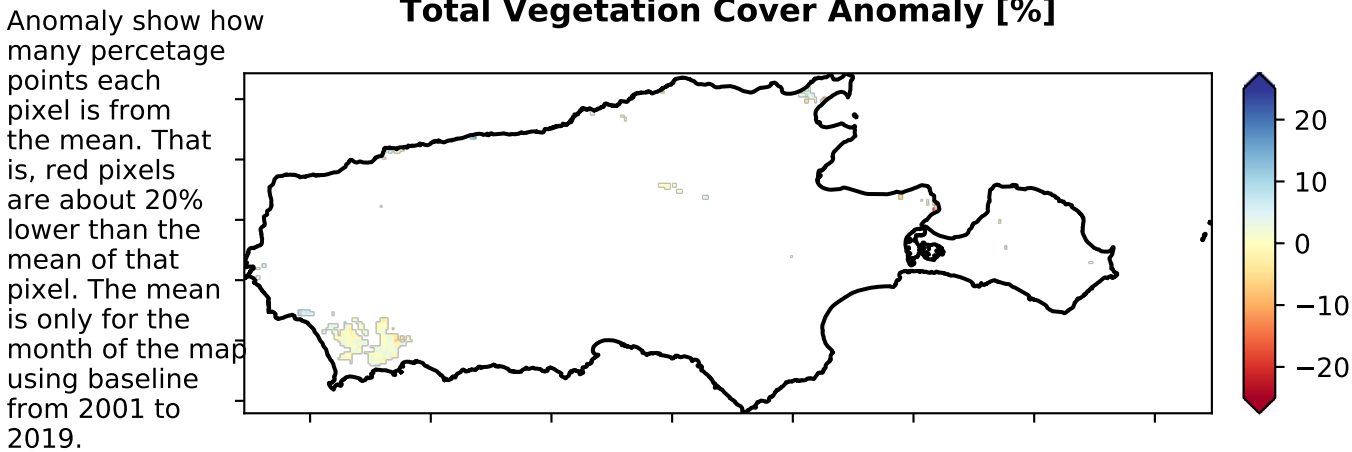 Total Vegetation Cover Anomaly [%]
Anomaly show how
many percetage
points each
pixel is from
the mean. That
is, red pixels
are about 20%
lower than the
mean of that
pixel. The mean
is only for the
month of the map
using baseline
from 2001 to
2019.
20
10
0
−10
−20